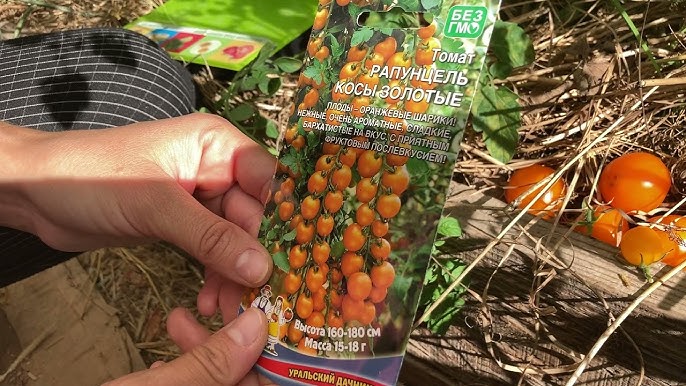 БЕЗ
ГМО
Томат
РАПУНЦЕЛЬ
КОСЫ ЗОЛОТЫЕ
ПЛОДЫ – ОРАНЖЕВЫЕ ШАРИКИ!
НЕЖНЫЕ, ОЧЕНЬ АРОМАТНЫЕ, СЛАДКИЕ,
БАРХАТИСТЫЕ НА ВКУС, С ПРИЯТНЫМ
ФРУКТОВЫМ ПОСЛЕВКУСИЕМ!
Высота 160-180 см
Масса 15-18 г
УРАЛЬСКИЙ ДАЧНИ